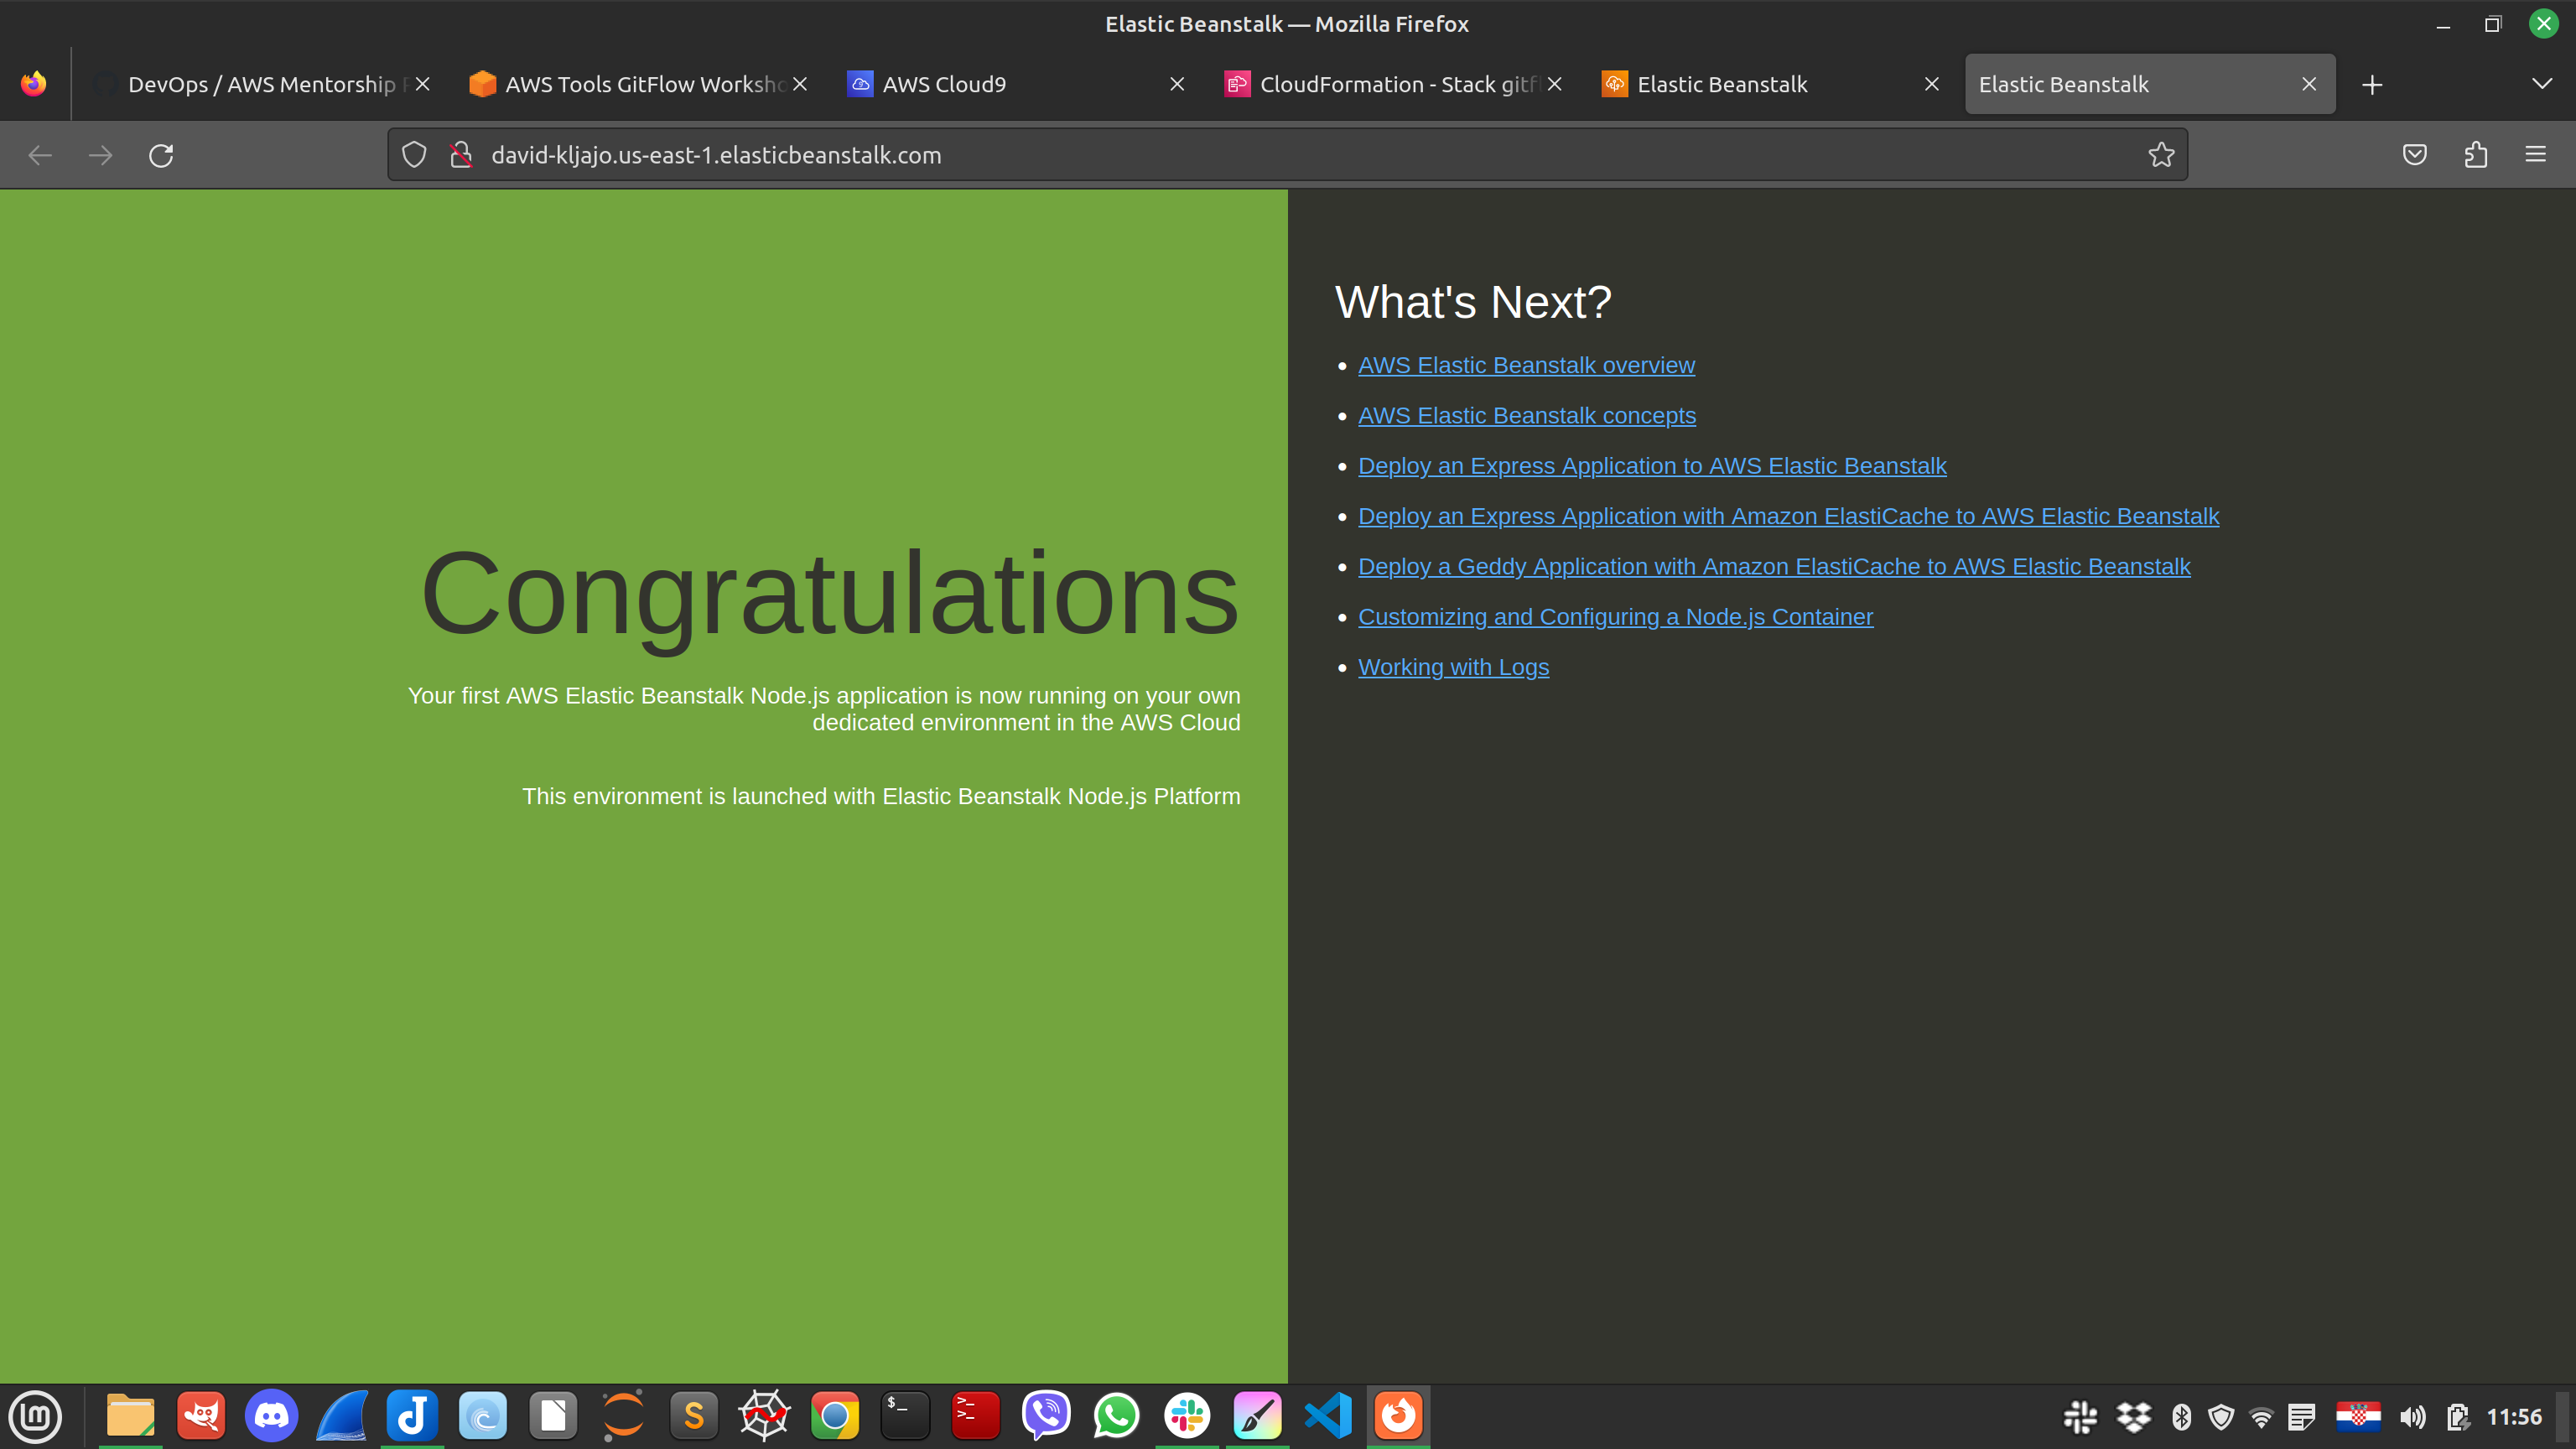 Elastic Beanstalk — Mozilla Firefox
DevOps / AWS Mentorship
AWS Tools GitFlow Worksho
AWS Cloud9
CloudFormation - Stack gitfl
Elastic Beanstalk
Elastic Beanstalk
david-kljajo.us-east-1.elasticbeanstalk.com
Congratulations
Your first AWS Elastic Beanstalk Node.js application is now running on your own
dedicated environment in the AWS Cloud
This environment is launched with Elastic Beanstalk Node.js Platform
What's Next?
AWS Elastic Beanstalk overview
AWS Elastic Beanstalk concepts
Deploy an Express Application to AWS Elastic Beanstalk
Deploy an Express Application with Amazon ElastiCache to AWS Elastic Beanstalk
Deploy a Geddy Application with Amazon ElastiCache to AWS Elastic Beanstalk
Customizing and Configuring a Node.js Container
Working with Logs
11:56